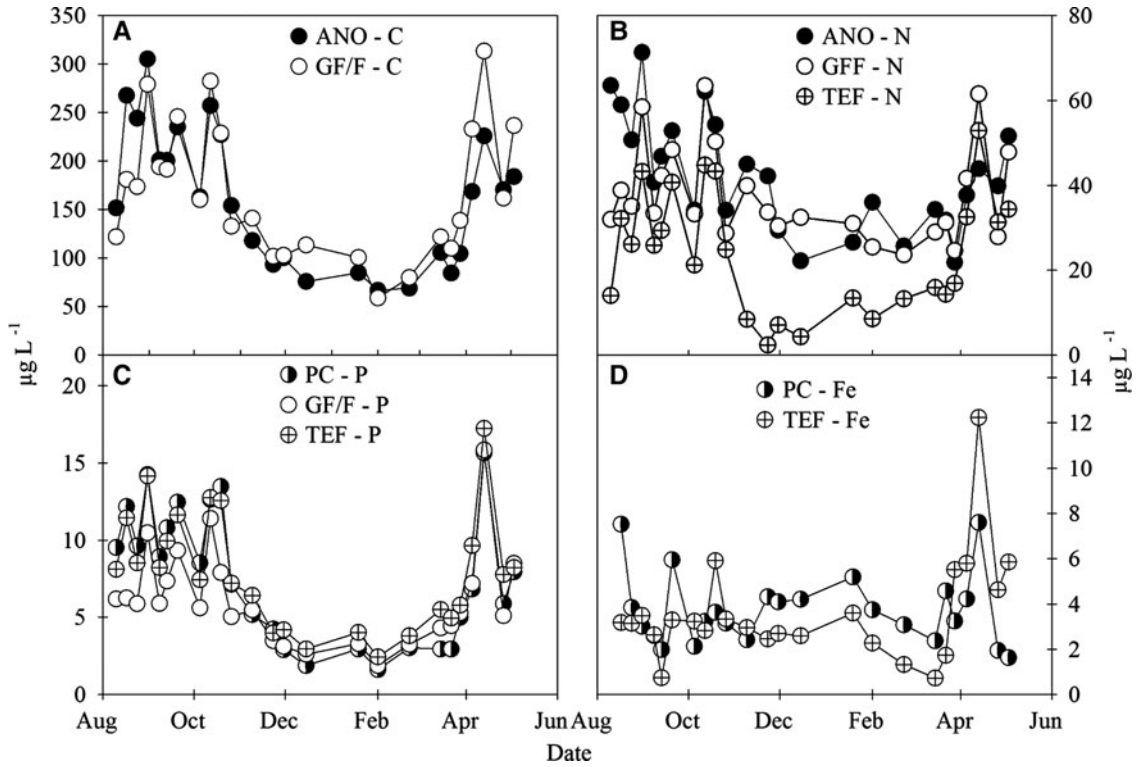 A
ANO - C
GF/F - C
350
300
250
200
150
100
50
0
B
ANO - N
GFF - N
TEF - N
80
60
40
20
0
µg L⁻¹
µg L⁻¹
C
PC - P
GF/F - P
TEF - P
20
15
10
5
0
D
PC - Fe
TEF - Fe
14
12
10
8
6
4
2
0
Aug Oct Dec Feb Apr Jun
Aug Oct Dec Feb Apr Jun
Date